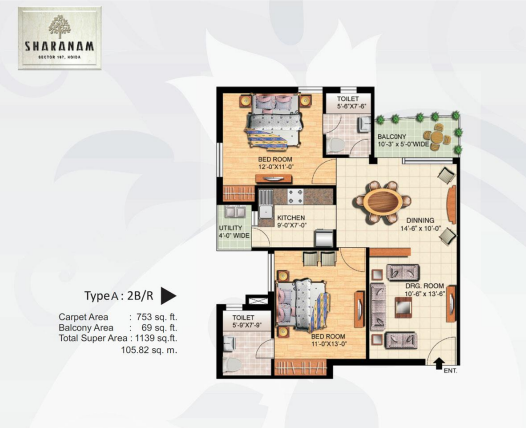 SHARANAM
SECTOR 107, NOIDA
TOILET
5'-6"X7'-6"
BALCONY
10'-3" x 5'-0"WIDE
BED ROOM
12'-0"X11'-0"
KITCHEN
9'-0"X7'-0"
UTILITY
4'-0" WIDE
DINNING
14'-6" x 10'-0"
DRG. ROOM
10'-6" x 13'-6"
TOILET
5'-9"X7'-9"
BED ROOM
11'-0"X13'-0"
ENT.
Type A : 2B/R
Carpet Area : 753 sq. ft.
Balcony Area : 69 sq. ft.
Total Super Area : 1139 sq.ft.
105.82 sq. m.